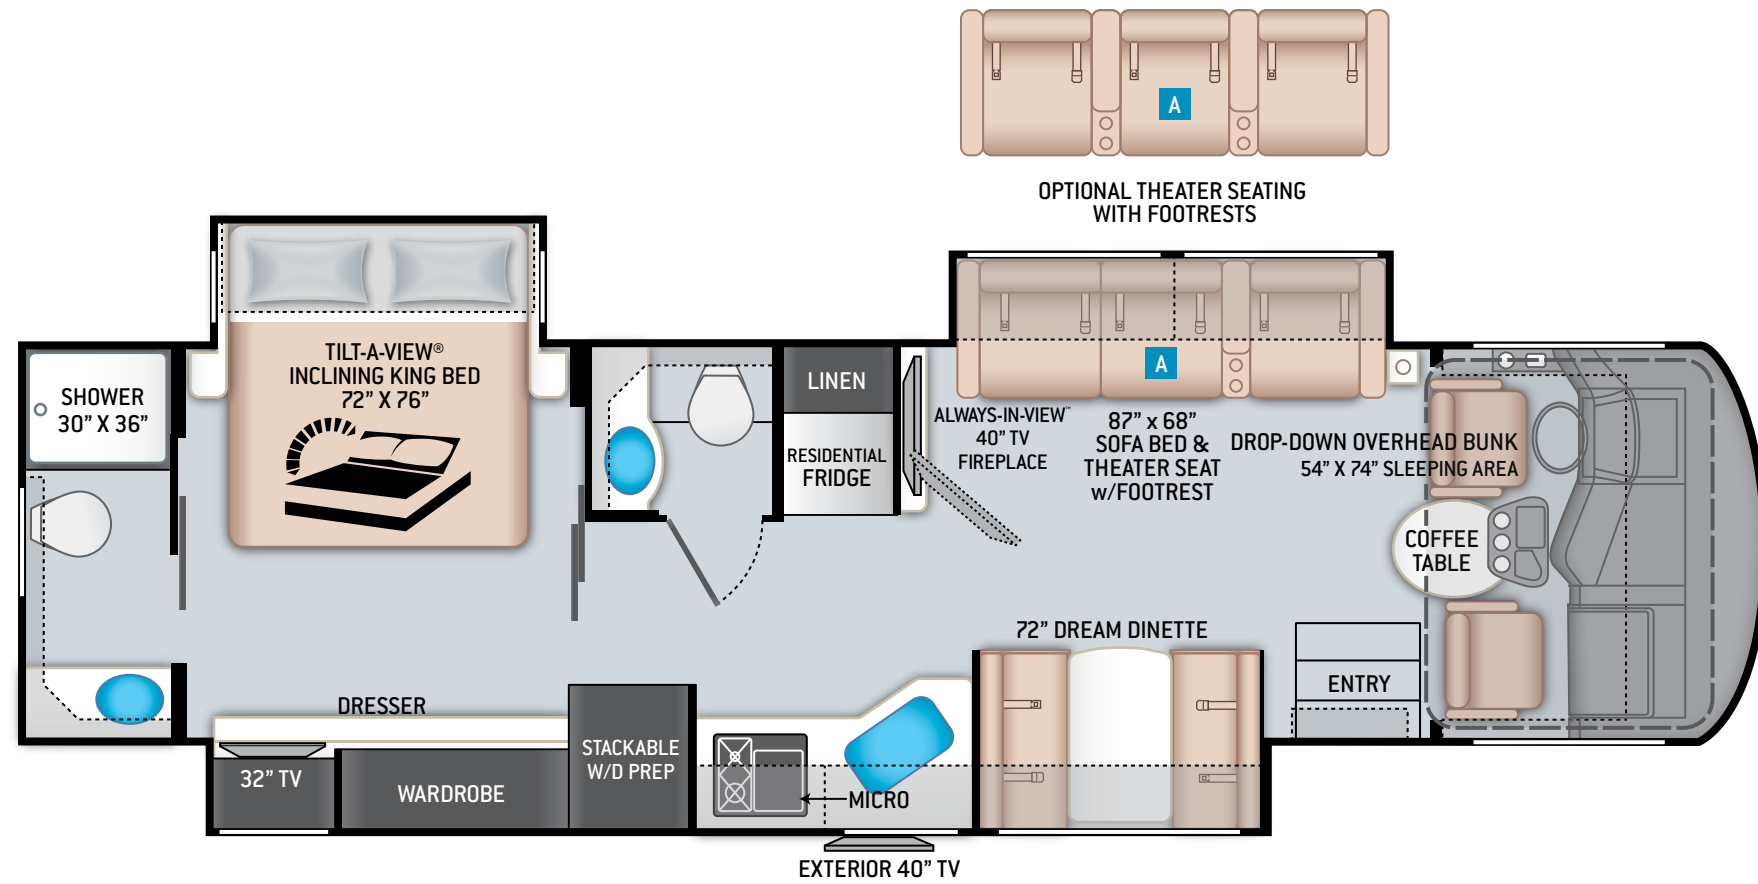 A
OPTIONAL THEATER SEATING
WITH FOOTRESTS
TILT-A-VIEW®
INCLINING KING BED
72” X 76”
SHOWER
30” X 36”
LINEN
RESIDENTIAL
FRIDGE
ALWAYS-IN-VIEW™
40” TV
FIREPLACE
A
87” x 68”
SOFA BED &
THEATER SEAT
w/FOOTREST
DROP-DOWN OVERHEAD BUNK
54” X 74” SLEEPING AREA
COFFEE
TABLE
72” DREAM DINETTE
ENTRY
DRESSER
32” TV
WARDROBE
STACKABLE
W/D PREP
MICRO
EXTERIOR 40” TV